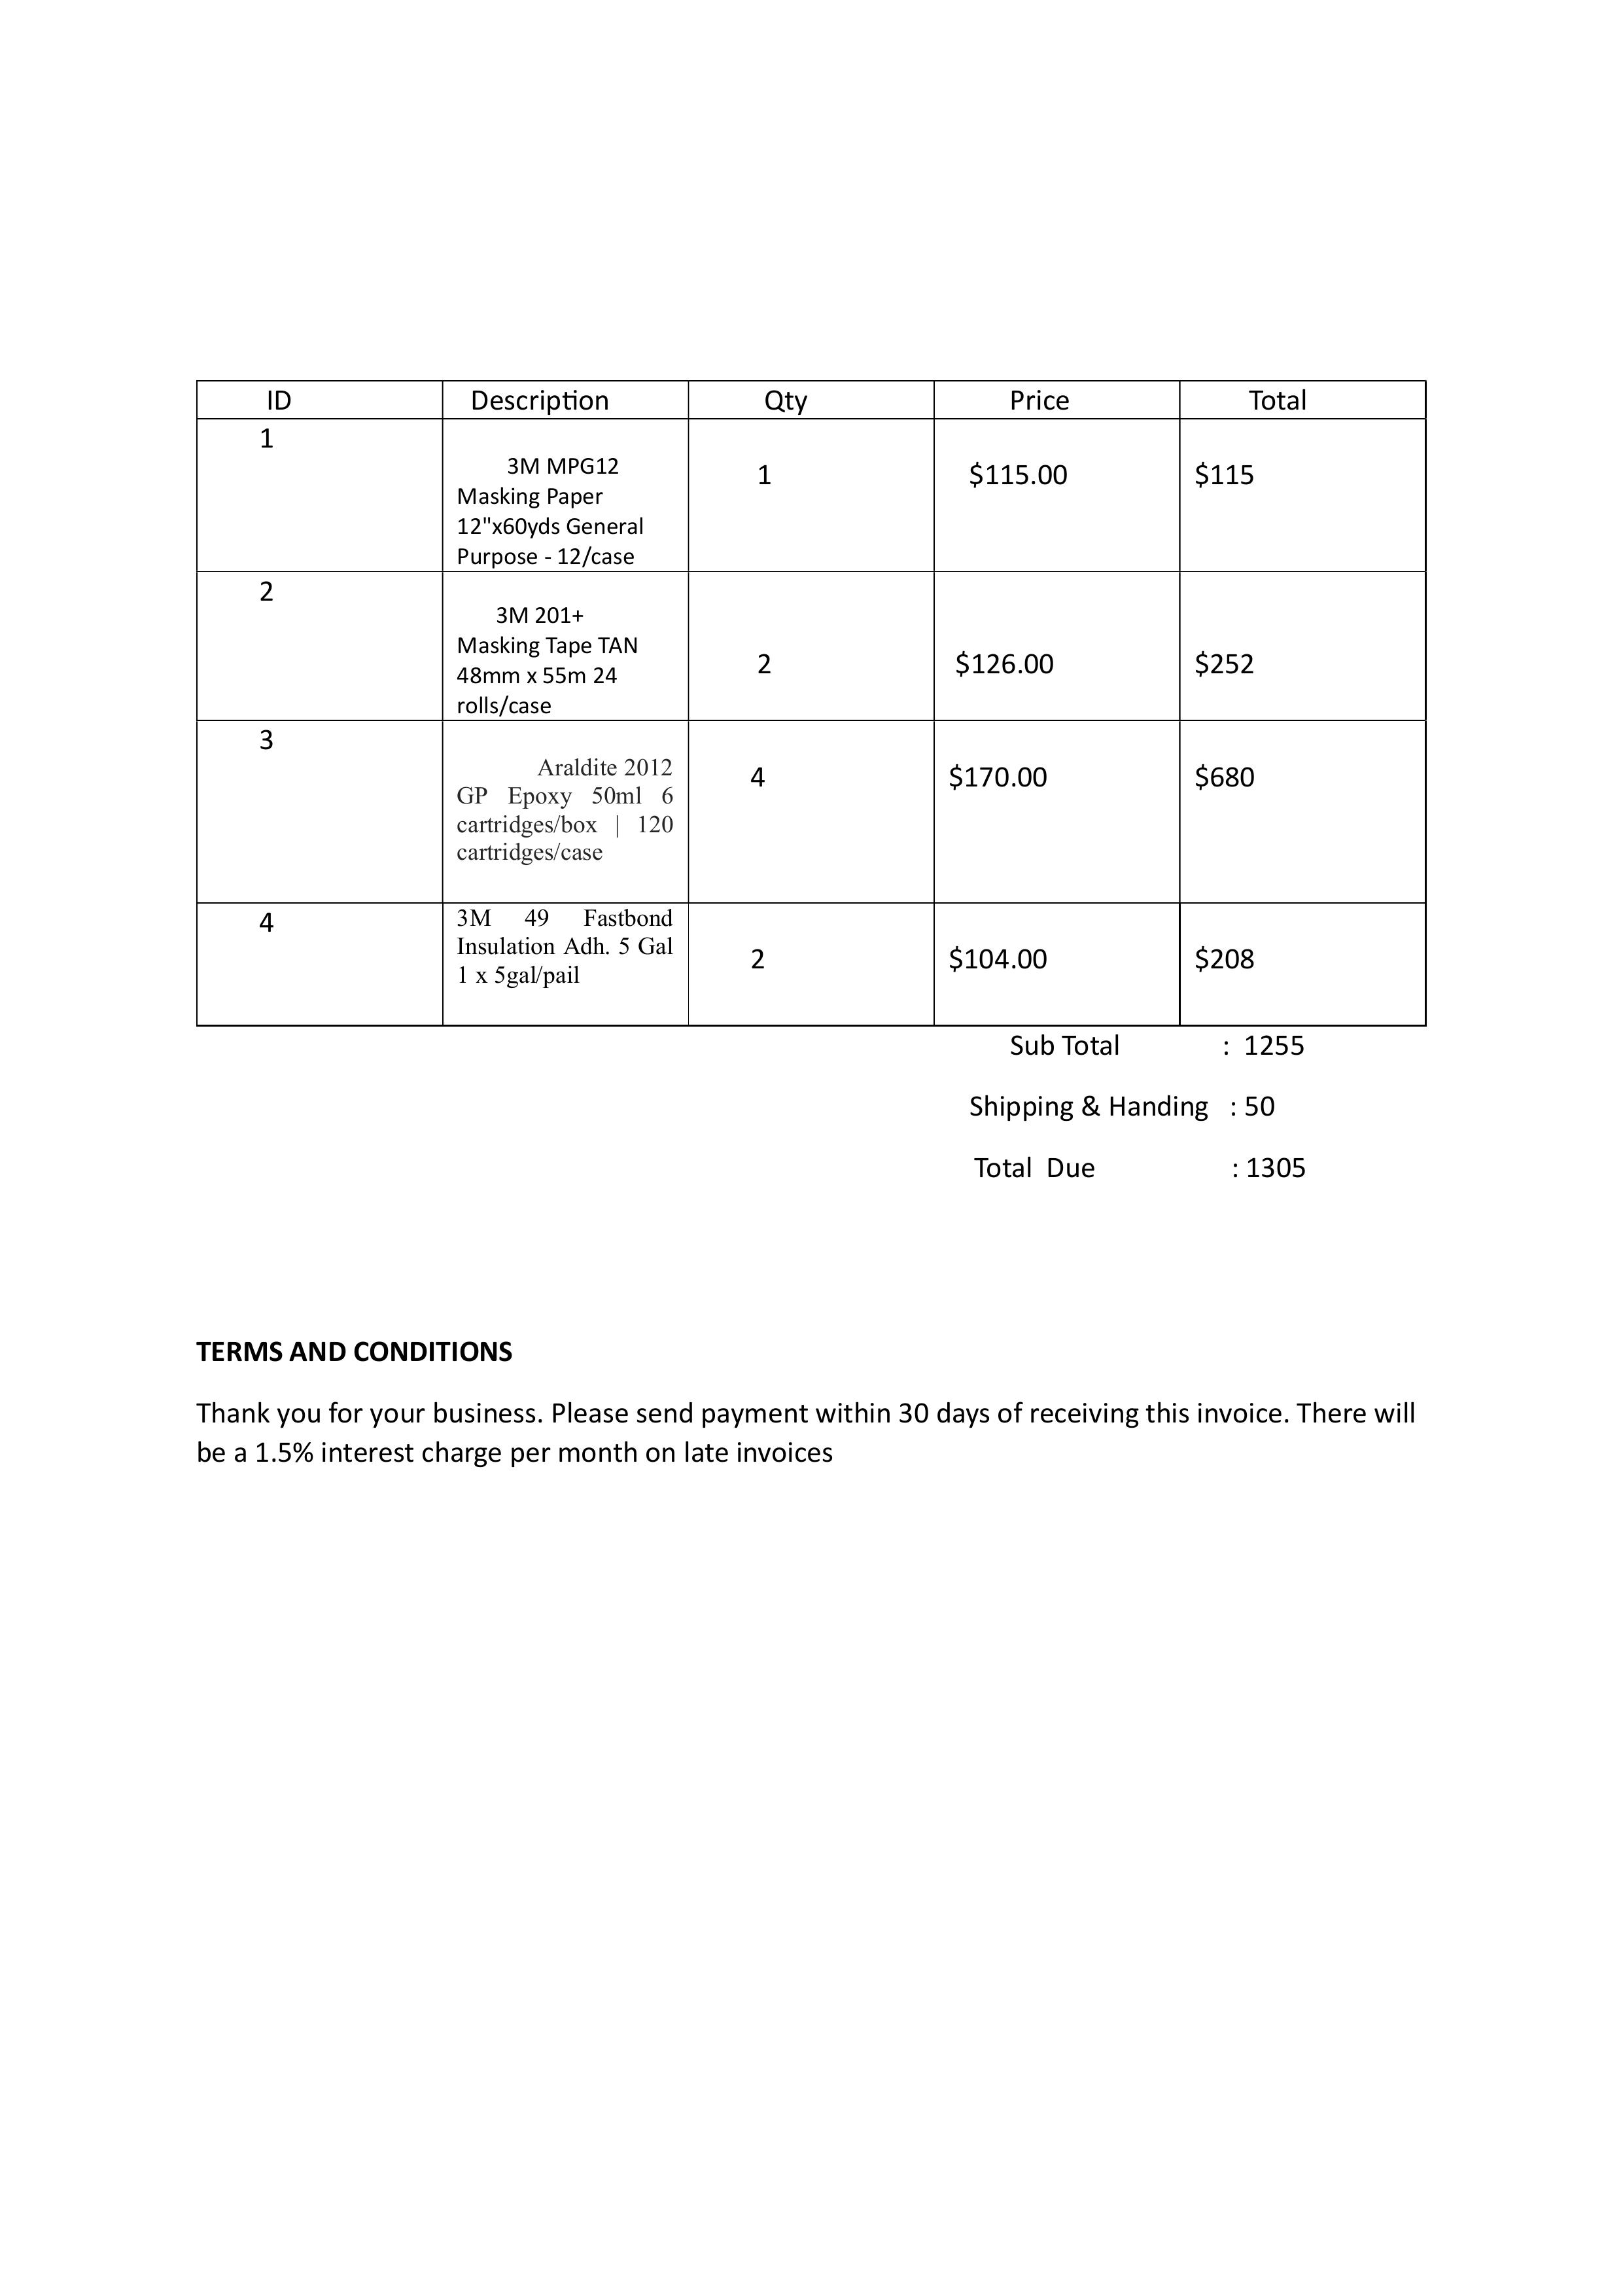 ID Description Qty Price Total
1
3M MPG12
Masking Paper
12"x60yds General
Purpose - 12/case
1 $115.00 $115
2
3M 201+
Masking Tape TAN
48mm x 55m 24
rolls/case
2 $126.00 $252
3
Araldite 2012
GP Epoxy 50ml 6
cartridges/box | 120
cartridges/case
4 $170.00 $680
4
3M 49 Fastbond
Insulation Adh. 5 Gal
1 x 5gal/pail
2 $104.00 $208
Sub Total : 1255
Shipping & Handing : 50
Total Due : 1305
TERMS AND CONDITIONS
Thank you for your business. Please send payment within 30 days of receiving this invoice. There will
be a 1.5% interest charge per month on late invoices